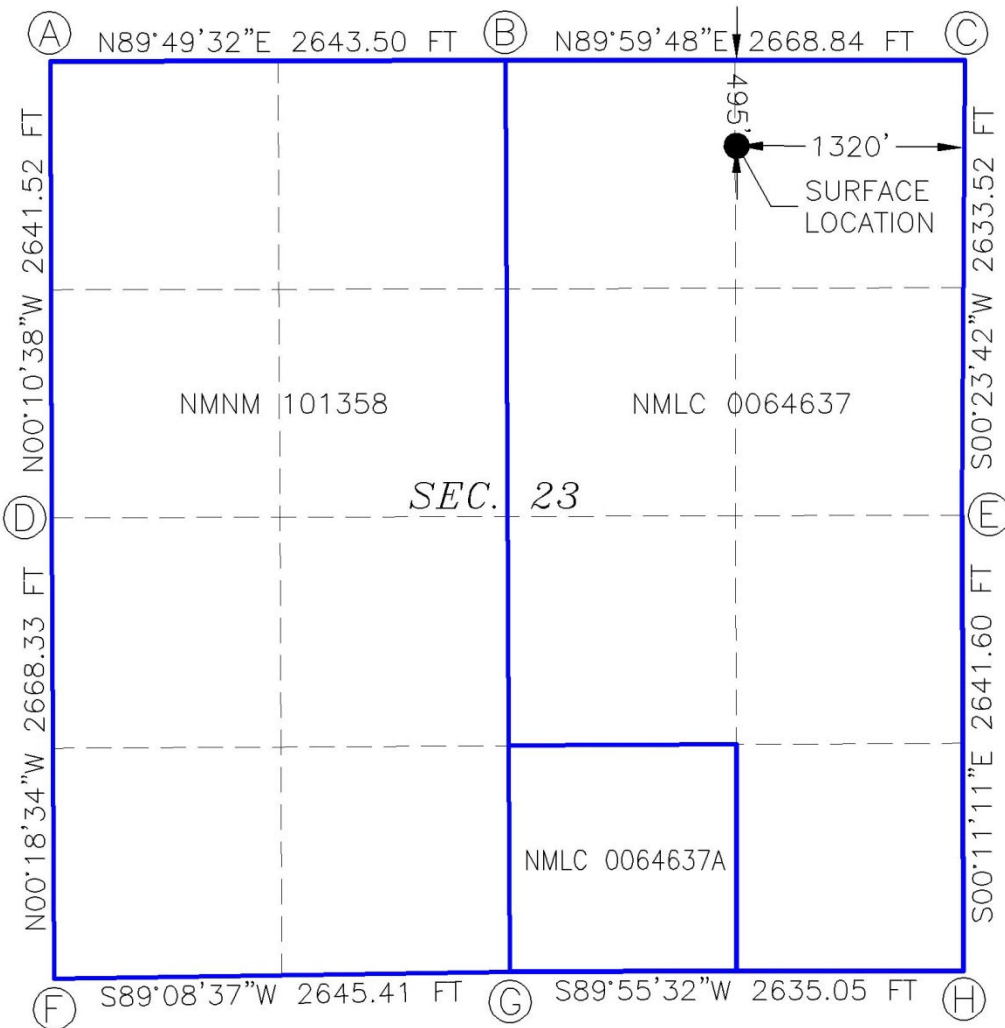 A
N89°49'32"E 2643.50 FT
B
N89°59'48"E 2668.84 FT
C
495'
1320'
SURFACE
LOCATION
N00°10'38"W 2641.52 FT
S00°23'42"W 2633.52 FT
NMNM 101358
NMLC 0064637
SEC. 23
D
E
N00°18'34"W 2668.33 FT
S00°11'11"E 2641.60 FT
NMLC 0064637A
F
S89°08'37"W 2645.41 FT
G
S89°55'32"W 2635.05 FT
H